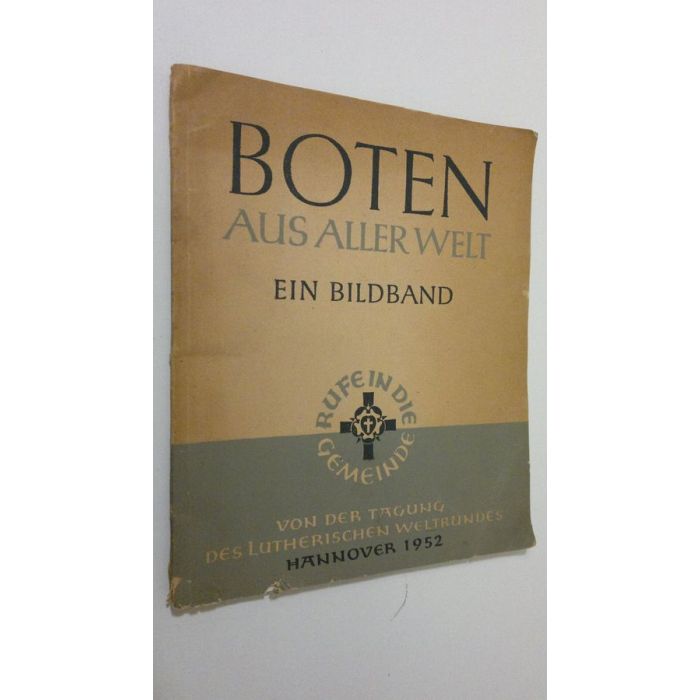 BOTEN
AUS ALLER WELT
EIN BILDBAND
RUFE IN DIE
GEMEINDE
VON DER TAGUNG
DES LUTHERISCHEN WELTBUNDES
HANNOVER 1952